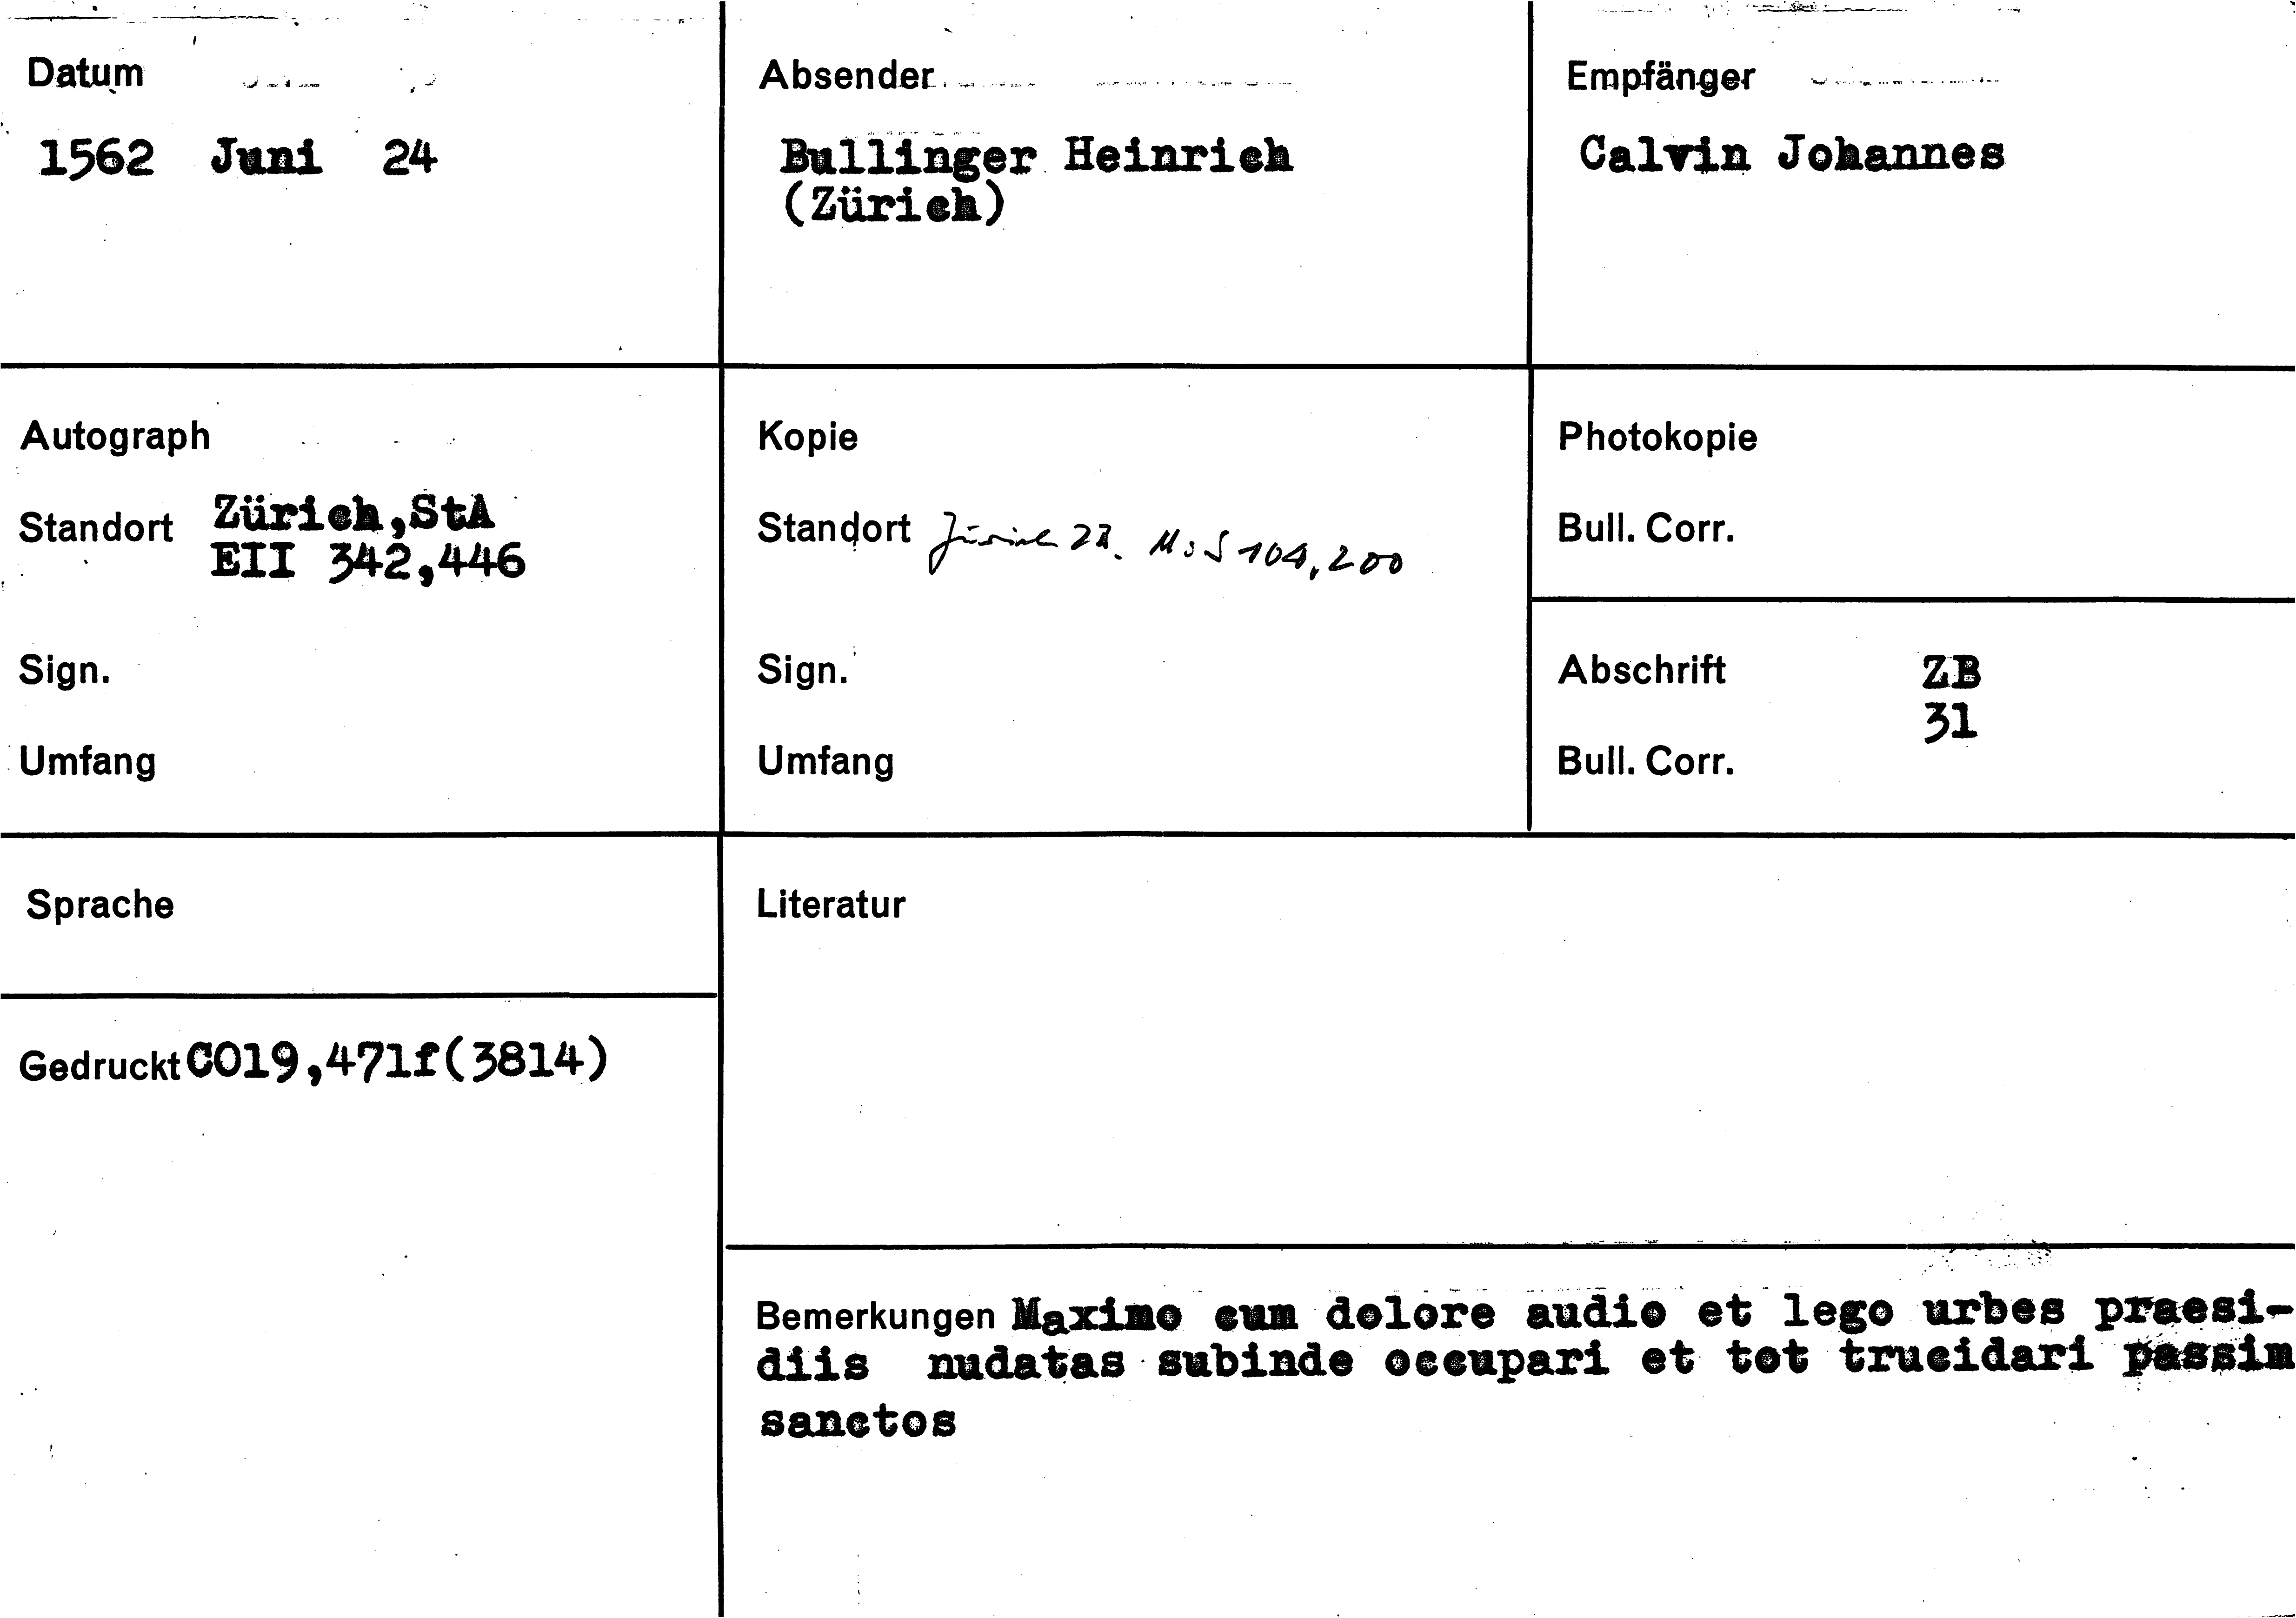 Datum
1562 Juni 24
Absender
Bullinger Heinrich
(Zürich)
Empfänger
Calvin Johannes
Autograph
Standort Zürich,StA
EII 342,446
Sign.
Umfang
Kopie
Standort Zürich ZB. Ms S 104, 200
Sign.
Umfang
Photokopie
Bull. Corr.
Abschrift ZB
31
Bull. Corr.
Sprache
Gedruckt CO19,471f(3814)
Literatur
Bemerkungen Maximo cum dolore audio et lego urbes praesi-
diis nudatas subinde occupari et tot trucidari passim
sanctos